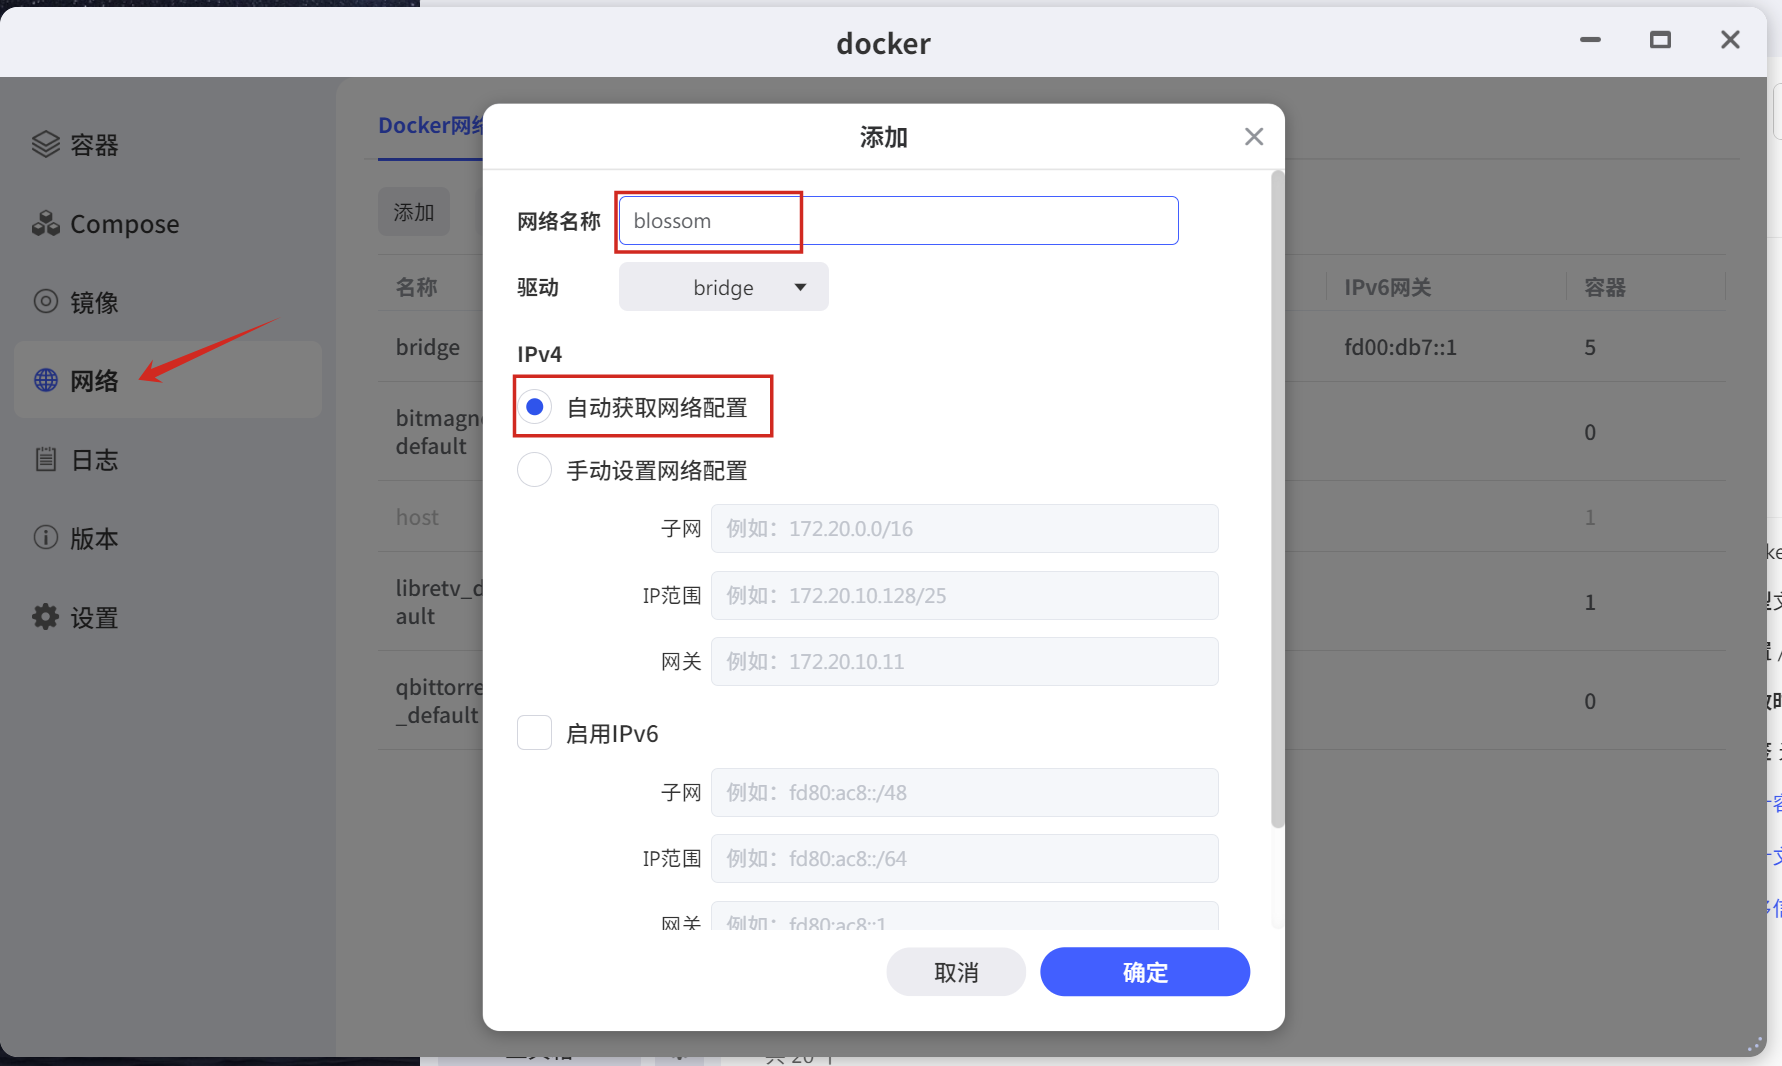 docker
容器
Compose
镜像
网络
日志
版本
设置
Docker网络
添加
名称
IPv6网关
容器
bridge
fd00:db7::1
5
bitmagn
default
0
host
1
libretv_d
ault
1
qbittorre
_default
0
添加
网络名称
blossom
驱动
bridge
IPv4
自动获取网络配置
手动设置网络配置
子网
例如：172.20.0.0/16
IP范围
例如：172.20.10.128/25
网关
例如：172.20.10.11
启用IPv6
子网
例如：fd80:ac8::/48
IP范围
例如：fd80:ac8::/64
网关
例如：fd80:ac8::1
取消
确定